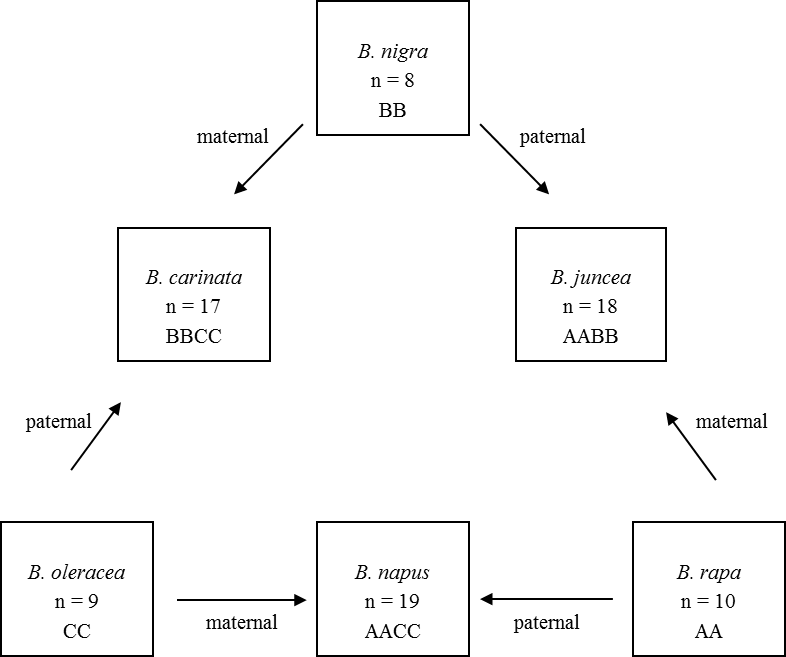 B. nigra
n = 8
BB
maternal
paternal
B. carinata
n = 17
BBCC
B. juncea
n = 18
AABB
paternal
maternal
B. oleracea
n = 9
CC
maternal
B. napus
n = 19
AACC
paternal
B. rapa
n = 10
AA